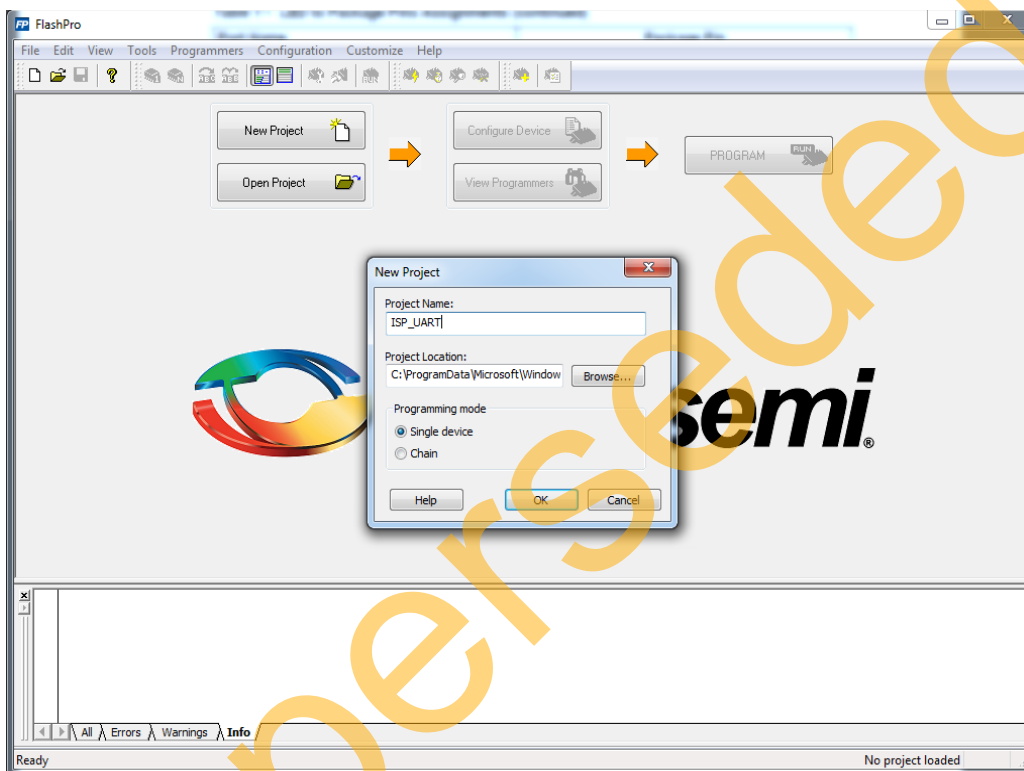 FP FlashPro
File Edit View Tools Programmers Configuration Customize Help
New Project
Open Project
Configure Device
View Programmers
PROGRAM
RUN
New Project
Project Name:
ISP_UART
Project Location:
C:\ProgramData\Microsoft\Window
Browse...
Programming mode
Single device
Chain
Help
OK
Cancel
semi®
All
Errors
Warnings
Info
Ready
No project loaded
persed